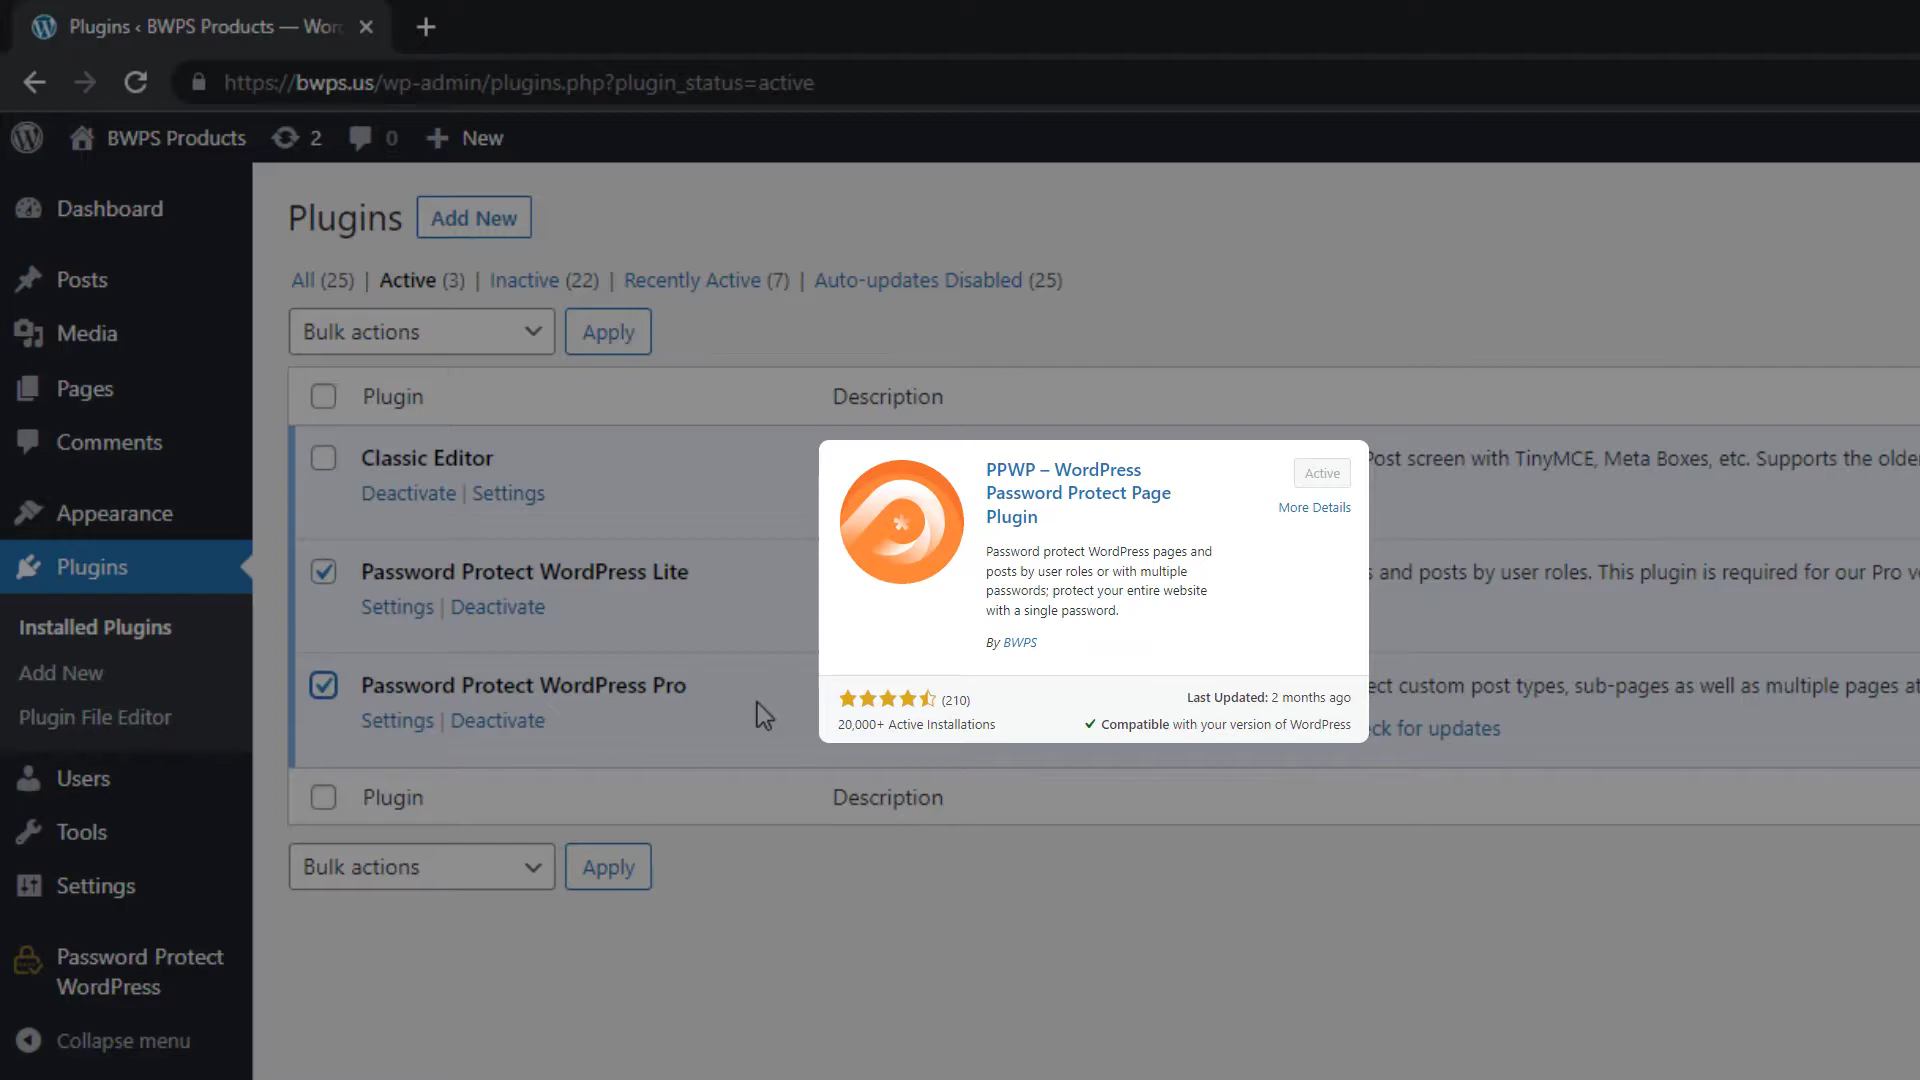 Plugins ‹ BWPS Products — Wor
https://bwps.us/wp-admin/plugins.php?plugin_status=active
BWPS Products 2 0 New
Dashboard
Posts
Media
Pages
Comments
Appearance
Plugins
Installed Plugins
Add New
Plugin File Editor
Users
Tools
Settings
Password Protect
WordPress
Collapse menu
Plugins Add New
All (25) | Active (3) | Inactive (22) | Recently Active (7) | Auto-updates Disabled (25)
Bulk actions Apply
Plugin Description
Classic Editor
Deactivate | Settings
Post screen with TinyMCE, Meta Boxes, etc. Supports the older
Password Protect WordPress Lite
Settings | Deactivate
and posts by user roles. This plugin is required for our Pro
Password Protect WordPress Pro
Settings | Deactivate
custom post types, sub-pages as well as multiple pages
for updates
PPWP – WordPress
Password Protect Page
Plugin
Active
More Details
Password protect WordPress pages and
posts by user roles or with multiple
passwords; protect your entire website
with a single password.
By BWPS
(210)
Last Updated: 2 months ago
20,000+ Active Installations
Compatible with your version of WordPress
Plugin Description
Bulk actions Apply